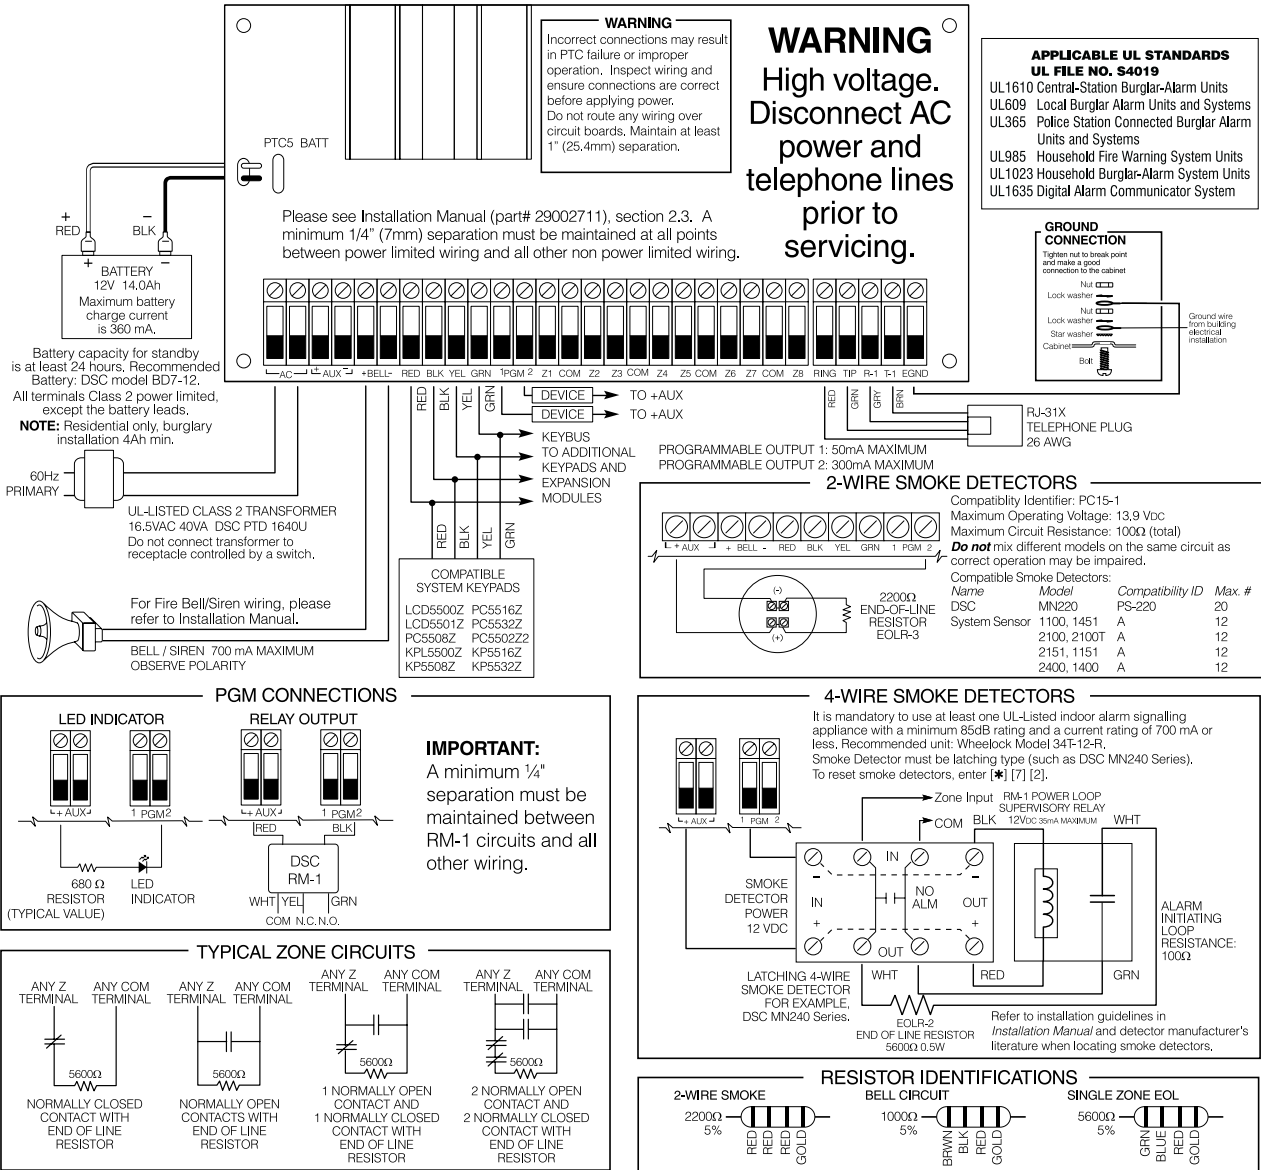 WARNING
Incorrect connections may result
in PTC failure or improper
operation. Inspect wiring and
ensure connections are correct
before applying power.
Do not route any wiring over
circuit boards. Maintain at least
1" (25.4mm) separation.
WARNING
High voltage.
Disconnect AC
power and
telephone lines
prior to
servicing.
APPLICABLE UL STANDARDS
UL FILE NO. S4019
UL1610 Central-Station Burglar-Alarm Units
UL609 Local Burglar Alarm Units and Systems
UL365 Police Station Connected Burglar Alarm
Units and Systems
UL985 Household Fire Warning System Units
UL1023 Household Burglar-Alarm System Units
UL1635 Digital Alarm Communicator System
PTC5 BATT
Please see Installation Manual (part# 29002711), section 2.3. A
minimum 1/4" (7mm) separation must be maintained at all points
between power limited wiring and all other non power limited wiring.
+ −
RED BLK
+ −
BATTERY
12V 14.0Ah
Maximum battery
charge current
is 360 mA.
Battery capacity for standby
is at least 24 hours. Recommended
Battery: DSC model BD7-12.
All terminals Class 2 power limited,
except the battery leads.
NOTE: Residential only, burglary
installation 4Ah min.
GROUND
CONNECTION
Tighten nut to break point
and make a good
connection to the cabinet
Nut
Lock washer
Nut
Lock washer
Star washer
Cabinet
Bolt
Ground wire
from building
electrical
installation
AC + AUX - +BELL- RED BLK YEL GRN 1PGM 2 Z1 COM Z2 Z3 COM Z4 Z5 COM Z6 Z7 COM Z8 RING TIP R-1 T-1 EGND
RED BLK YEL GRN
DEVICE TO +AUX
DEVICE TO +AUX
RED GRN GRY BRN
RJ-31X
TELEPHONE PLUG
26 AWG
KEYBUS
TO ADDITIONAL
KEYPADS AND
EXPANSION
MODULES
PROGRAMMABLE OUTPUT 1: 50mA MAXIMUM
PROGRAMMABLE OUTPUT 2: 300mA MAXIMUM
60Hz
PRIMARY
UL-LISTED CLASS 2 TRANSFORMER
16.5VAC 40VA DSC PTD 1640U
Do not connect transformer to
receptacle controlled by a switch.
RED BLK YEL GRN
COMPATIBLE
SYSTEM KEYPADS
LCD5500Z PC5516Z
LCD5501Z PC5532Z
PC5508Z PC5502Z2
KPL5500Z KP5516Z
KP5508Z KP5532Z
For Fire Bell/Siren wiring, please
refer to Installation Manual.
BELL / SIREN 700 mA MAXIMUM
OBSERVE POLARITY
2-WIRE SMOKE DETECTORS
Compatiblity Identifier: PC15-1
Maximum Operating Voltage: 13.9 VDC
Maximum Circuit Resistance: 100Ω (total)
Do not mix different models on the same circuit as
correct operation may be impaired.
Compatible Smoke Detectors:
Name Model Compatibility ID Max. #
DSC MN220 PS-220 20
System Sensor 1100, 1451 A 12
2100, 2100T A 12
2151, 1151 A 12
2400, 1400 A 12
+ AUX - + BELL - RED BLK YEL GRN 1 PGM 2
(-)
(+)
2200Ω
END-OF-LINE
RESISTOR
EOLR-3
PGM CONNECTIONS
LED INDICATOR
+ AUX - 1 PGM2
680 Ω
RESISTOR
(TYPICAL VALUE)
LED
INDICATOR
RELAY OUTPUT
+ AUX - 1 PGM2
RED BLK
DSC
RM-1
WHT YEL GRN
COM N.C. N.O.
IMPORTANT:
A minimum ¼"
separation must be
maintained between
RM-1 circuits and all
other wiring.
4-WIRE SMOKE DETECTORS
It is mandatory to use at least one UL-Listed indoor alarm signalling
appliance with a minimum 85dB rating and a current rating of 700 mA or
less. Recommended unit: Wheelock Model 34T-12-R.
Smoke Detector must be latching type (such as DSC MN240 Series).
To reset smoke detectors, enter [✱] [7] [2].
+ AUX - 1 PGM 2
Zone Input
COM
RM-1 POWER LOOP
SUPERVISORY RELAY
12VDC 35mA MAXIMUM
BLK WHT
SMOKE
DETECTOR
POWER
12 VDC
IN
− −
IN
+
NO
ALM
OUT
+
OUT
ALARM
INITIATING
LOOP
RESISTANCE:
100Ω
WHT RED GRN
LATCHING 4-WIRE
SMOKE DETECTOR
FOR EXAMPLE,
DSC MN240 Series.
EOLR-2
END OF LINE RESISTOR
5600Ω 0.5W
Refer to installation guidelines in
Installation Manual and detector manufacturer's
literature when locating smoke detectors.
TYPICAL ZONE CIRCUITS
ANY Z
TERMINAL
ANY COM
TERMINAL
5600Ω
NORMALLY CLOSED
CONTACT WITH
END OF LINE
RESISTOR
ANY Z
TERMINAL
ANY COM
TERMINAL
5600Ω
NORMALLY OPEN
CONTACTS WITH
END OF LINE
RESISTOR
ANY Z
TERMINAL
ANY COM
TERMINAL
5600Ω
1 NORMALLY OPEN
CONTACT AND
1 NORMALLY CLOSED
CONTACT WITH
END OF LINE
RESISTOR
ANY Z
TERMINAL
ANY COM
TERMINAL
5600Ω
2 NORMALLY OPEN
CONTACT AND
2 NORMALLY CLOSED
CONTACT WITH
END OF LINE
RESISTOR
RESISTOR IDENTIFICATIONS
2-WIRE SMOKE
2200Ω
5%
RED RED RED GOLD
BELL CIRCUIT
1000Ω
5%
BRWN BLK RED GOLD
SINGLE ZONE EOL
5600Ω
5%
GRN BLUE RED GOLD